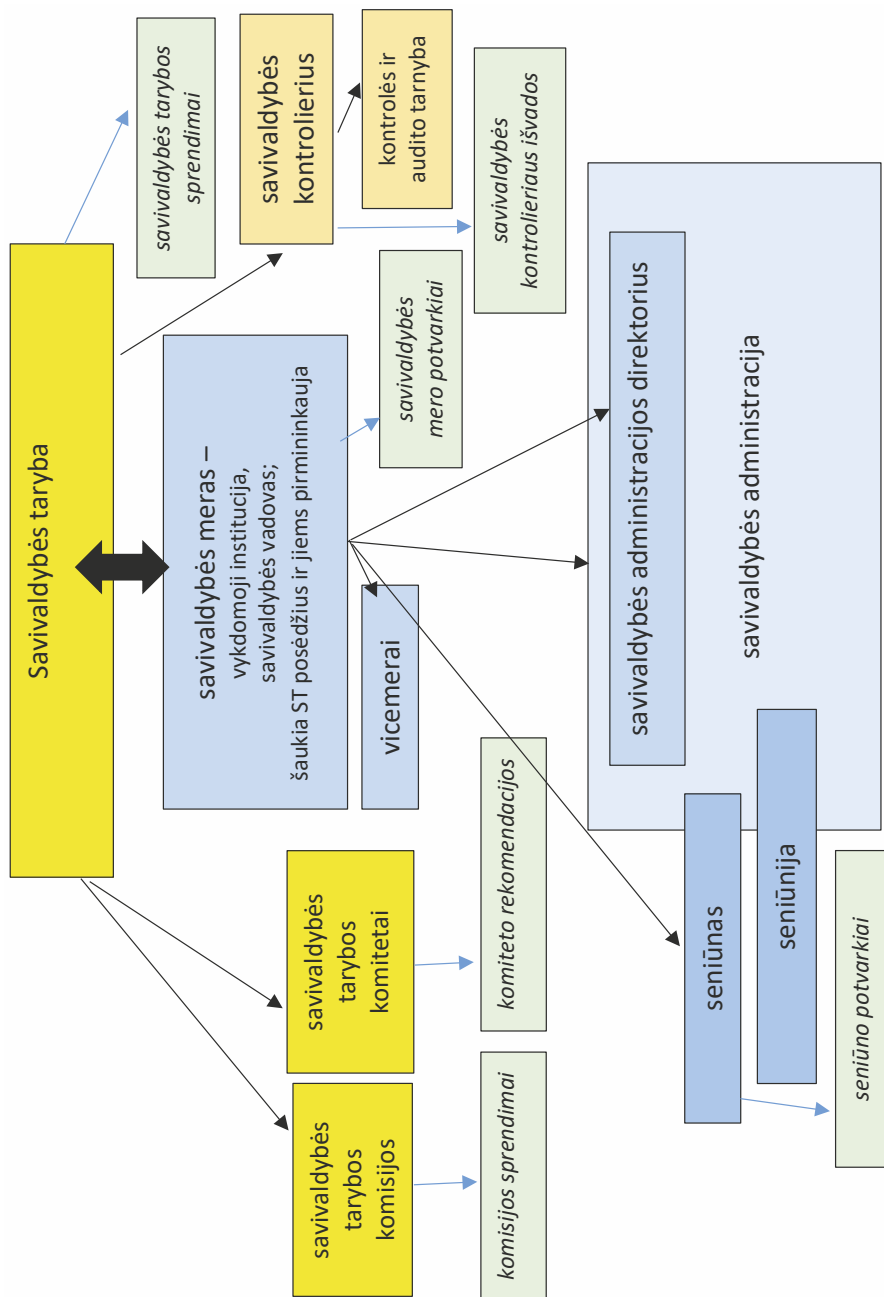 Savivaldybės taryba
savivaldybės
tarybos
komisijos
komisijos sprendimai
savivaldybės
tarybos
komitetai
komiteto rekomendacijos
savivaldybės meras –
vykdomoji institucija,
savivaldybės vadovas;
šaukia ST posėdžius ir jiems pirmininkauja
vicemerai
savivaldybės
mero potvarkiai
savivaldybės
kontrolierius
kontrolės ir
audito tarnyba
savivaldybės
kontrolieriaus išvados
savivaldybės tarybos
sprendimai
savivaldybės administracijos direktorius
savivaldybės administracija
seniūnas
seniūnija
seniūno potvarkiai